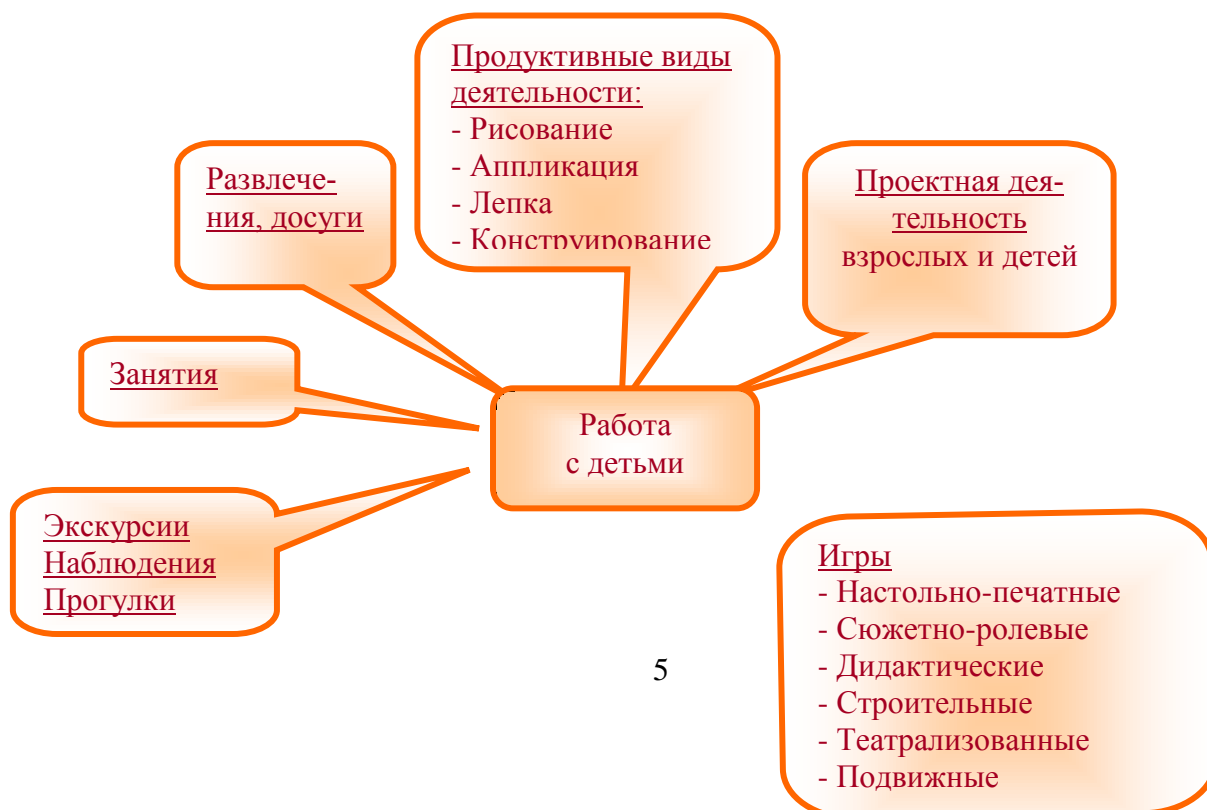 Продуктивные виды
деятельности:
- Рисование
- Аппликация
- Лепка
- Конструирование
Развлече-
ния, досуги
Проектная дея-
тельность
взрослых и детей
Занятия
Работа
с детьми
Экскурсии
Наблюдения
Прогулки
Игры
- Настольно-печатные
- Сюжетно-ролевые
- Дидактические
- Строительные
- Театрализованные
- Подвижные
5